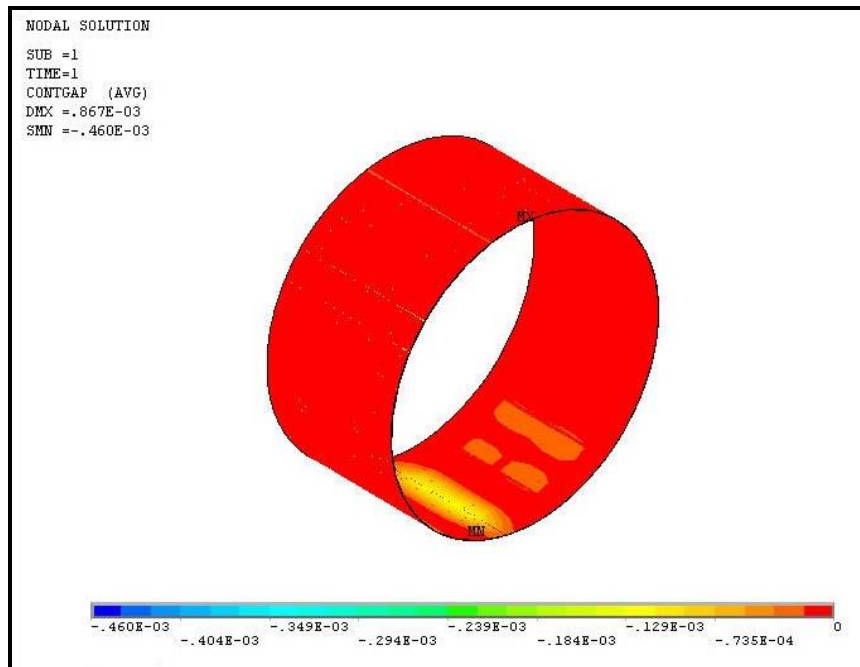 NODAL SOLUTION
SUB =1
TIME=1
CONTGAP (AVG)
DMX =.867E-03
SMN =-.460E-03
MX
MN
-.460E-03
-.404E-03
-.349E-03
-.294E-03
-.239E-03
-.184E-03
-.129E-03
-.735E-04
0